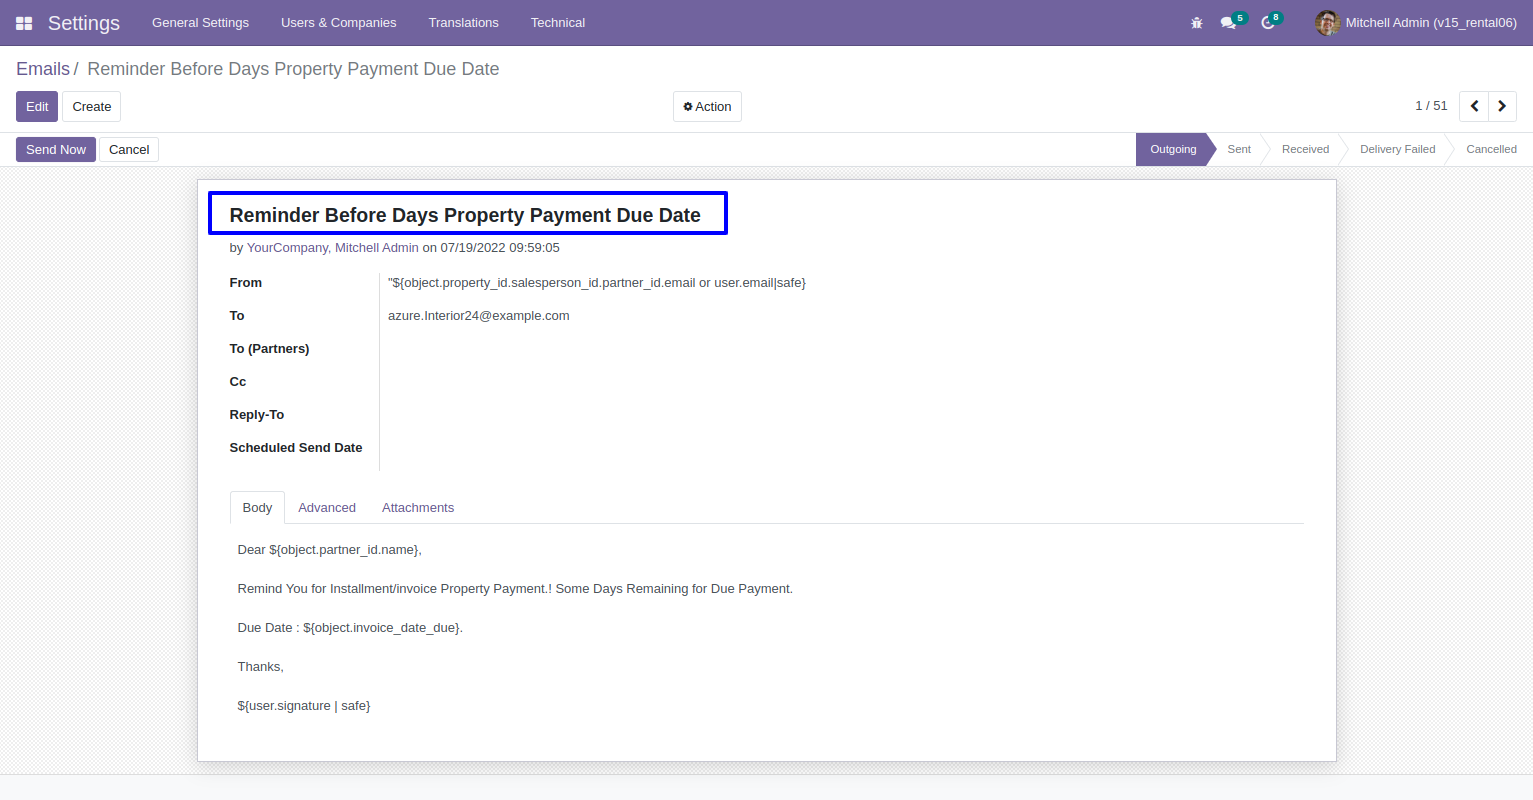 Settings General Settings Users & Companies Translations Technical 5 8 Mitchell Admin (v15_rental06)
Emails / Reminder Before Days Property Payment Due Date
Edit Create Action 1 / 51
Send Now Cancel Outgoing Sent Received Delivery Failed Cancelled
Reminder Before Days Property Payment Due Date
by YourCompany, Mitchell Admin on 07/19/2022 09:59:05
From "${object.property_id.salesperson_id.partner_id.email or user.email|safe}
To azure.Interior24@example.com
To (Partners)
Cc
Reply-To
Scheduled Send Date
Body Advanced Attachments
Dear ${object.partner_id.name},
Remind You for Installment/invoice Property Payment.! Some Days Remaining for Due Payment.
Due Date : ${object.invoice_date_due}.
Thanks,
${user.signature | safe}